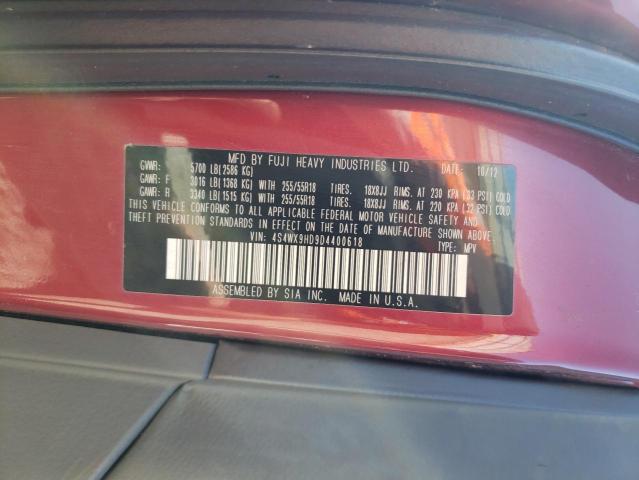 MFD BY FUJI HEAVY INDUSTRIES LTD. DATE: 10/12
GVWR: 5700 LB(2586 KG)
GAWR: F 3016 LB(1368 KG) WITH 255/55R18 TIRES. 18X8JJ RIMS. AT 230 KPA (33 PSI) COLD
GAWR: R 3340 LB(1515 KG) WITH 255/55R18 TIRES. 18X8JJ RIMS. AT 220 KPA (32 PSI) COLD
THIS VEHICLE CONFORMS TO ALL APPLICABLE FEDERAL MOTOR VEHICLE SAFETY AND
THEFT PREVENTION STANDARDS IN EFFECT ON THE DATE OF MANUFACTURE SHOWN ABOVE.
VIN: 4S4WX9HD9D4400618 TYPE: MPV
ASSEMBLED BY SIA INC. MADE IN U.S.A.